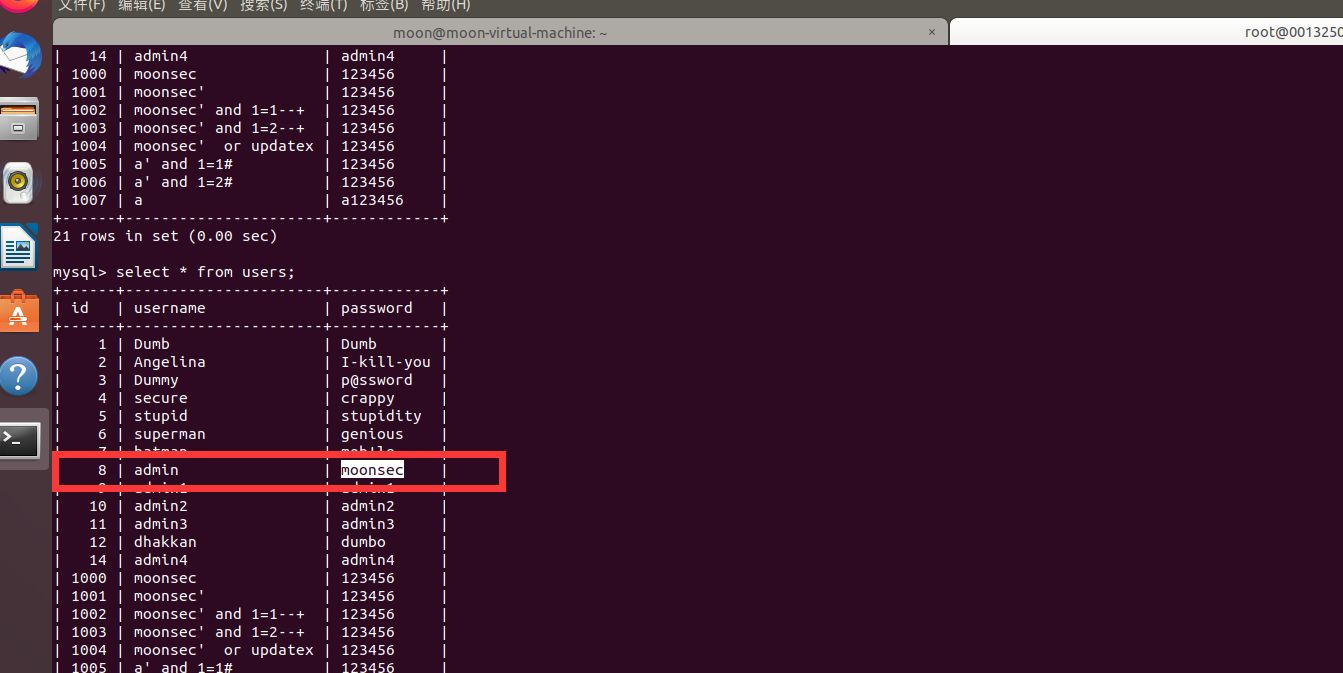 文件(F) 编辑(E) 查看(V) 搜索(S) 终端(T) 标签(B) 帮助(H)
moon@moon-virtual-machine: ~ × root@0013250
| 14 | admin4 | admin4 |
| 1000 | moonsec | 123456 |
| 1001 | moonsec' | 123456 |
| 1002 | moonsec' and 1=1--+ | 123456 |
| 1003 | moonsec' and 1=2--+ | 123456 |
| 1004 | moonsec'  or updatex | 123456 |
| 1005 | a' and 1=1# | 123456 |
| 1006 | a' and 1=2# | 123456 |
| 1007 | a | a123456 |
+------+----------------------+------------+
21 rows in set (0.00 sec)
mysql> select * from users;
+------+----------------------+------------+
| id | username | password |
+------+----------------------+------------+
| 1 | Dumb | Dumb |
| 2 | Angelina | I-kill-you |
| 3 | Dummy | p@ssword |
| 4 | secure | crappy |
| 5 | stupid | stupidity |
| 6 | superman | genious |
| 7 | batman | |
| 8 | admin | moonsec |
| 9 | admin1 | admin1 |
| 10 | admin2 | admin2 |
| 11 | admin3 | admin3 |
| 12 | dhakkan | dumbo |
| 14 | admin4 | admin4 |
| 1000 | moonsec | 123456 |
| 1001 | moonsec' | 123456 |
| 1002 | moonsec' and 1=1--+ | 123456 |
| 1003 | moonsec' and 1=2--+ | 123456 |
| 1004 | moonsec'  or updatex | 123456 |
| 1005 | a' and 1=1# | 123456 |